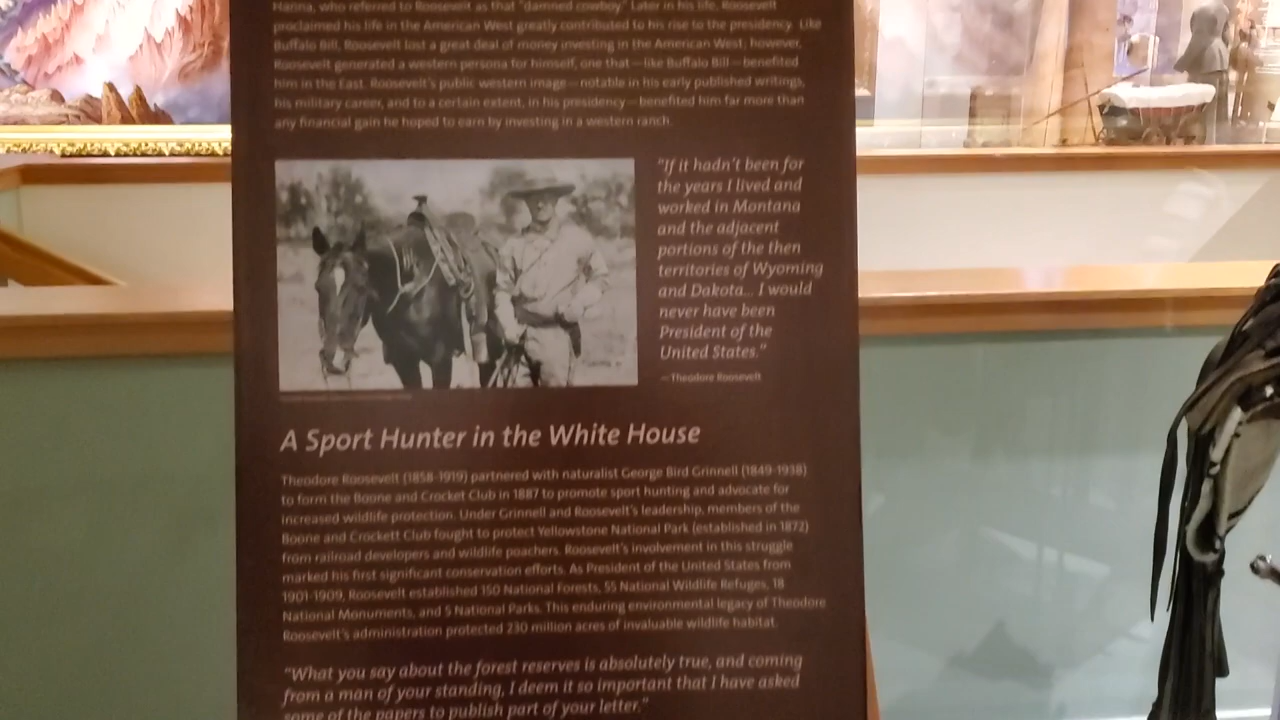 Hanna, who referred to Roosevelt as that "damned cowboy." Later in his life, Roosevelt
proclaimed his life in the American West greatly contributed to his rise to the presidency. Like
Buffalo Bill, Roosevelt lost a great deal of money investing in the American West; however,
Roosevelt generated a western persona for himself, one that—like Buffalo Bill—benefited
him in the East. Roosevelt's public western image—notable in his early published writings,
his military career, and to a certain extent, in his presidency—benefited him far more than
any financial gain he hoped to earn by investing in a western ranch.
"If it hadn't been for
the years I lived and
worked in Montana
and the adjacent
portions of the then
territories of Wyoming
and Dakota... I would
never have been
President of the
United States."
—Theodore Roosevelt
A Sport Hunter in the White House
Theodore Roosevelt (1858-1919) partnered with naturalist George Bird Grinnell (1849-1938)
to form the Boone and Crocket Club in 1887 to promote sport hunting and advocate for
increased wildlife protection. Under Grinnell and Roosevelt's leadership, members of the
Boone and Crockett Club fought to protect Yellowstone National Park (established in 1872)
from railroad developers and wildlife poachers. Roosevelt's involvement in this struggle
marked his first significant conservation efforts. As President of the United States from
1901-1909, Roosevelt established 150 National Forests, 55 National Wildlife Refuges, 18
National Monuments, and 5 National Parks. This enduring environmental legacy of Theodore
Roosevelt's administration protected 230 million acres of invaluable wildlife habitat.
"What you say about the forest reserves is absolutely true, and coming
from a man of your standing, I deem it so important that I have asked
some of the papers to publish part of your letter."